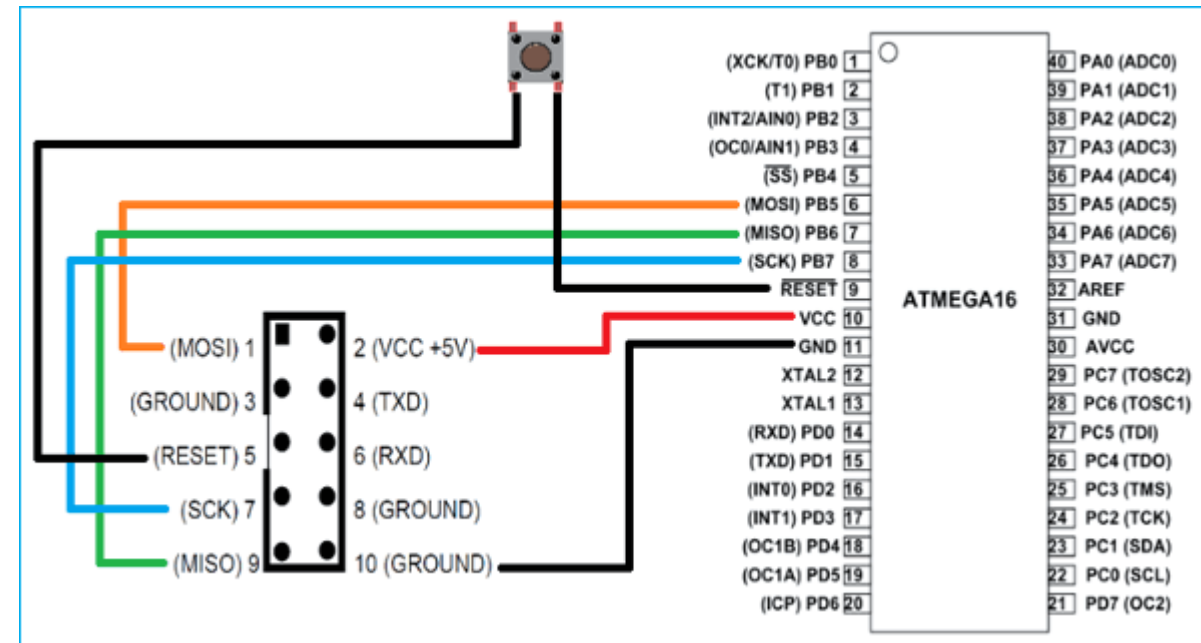 (XCK/T0) PB0 1
(T1) PB1 2
(INT2/AIN0) PB2 3
(OC0/AIN1) PB3 4
(SS) PB4 5
(MOSI) PB5 6
(MISO) PB6 7
(SCK) PB7 8
RESET 9
VCC 10
GND 11
XTAL2 12
XTAL1 13
(RXD) PD0 14
(TXD) PD1 15
(INT0) PD2 16
(INT1) PD3 17
(OC1B) PD4 18
(OC1A) PD5 19
(ICP) PD6 20
ATMEGA16
40 PA0 (ADC0)
39 PA1 (ADC1)
38 PA2 (ADC2)
37 PA3 (ADC3)
36 PA4 (ADC4)
35 PA5 (ADC5)
34 PA6 (ADC6)
33 PA7 (ADC7)
32 AREF
31 GND
30 AVCC
29 PC7 (TOSC2)
28 PC6 (TOSC1)
27 PC5 (TDI)
26 PC4 (TDO)
25 PC3 (TMS)
24 PC2 (TCK)
23 PC1 (SDA)
22 PC0 (SCL)
21 PD7 (OC2)
(MOSI) 1
2 (VCC +5V)
(GROUND) 3
4 (TXD)
(RESET) 5
6 (RXD)
(SCK) 7
8 (GROUND)
(MISO) 9
10 (GROUND)